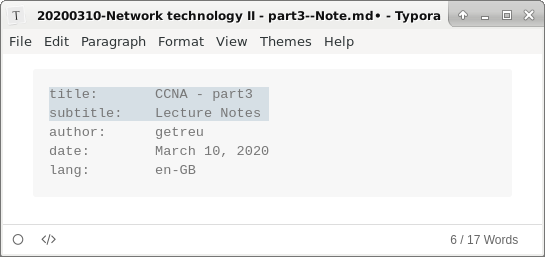 T 20200310-Network technology II - part3--Note.md• - Typora
File Edit Paragraph Format View Themes Help
title: CCNA - part3
subtitle: Lecture Notes
author: getreu
date: March 10, 2020
lang: en-GB
</> 6 / 17 Words